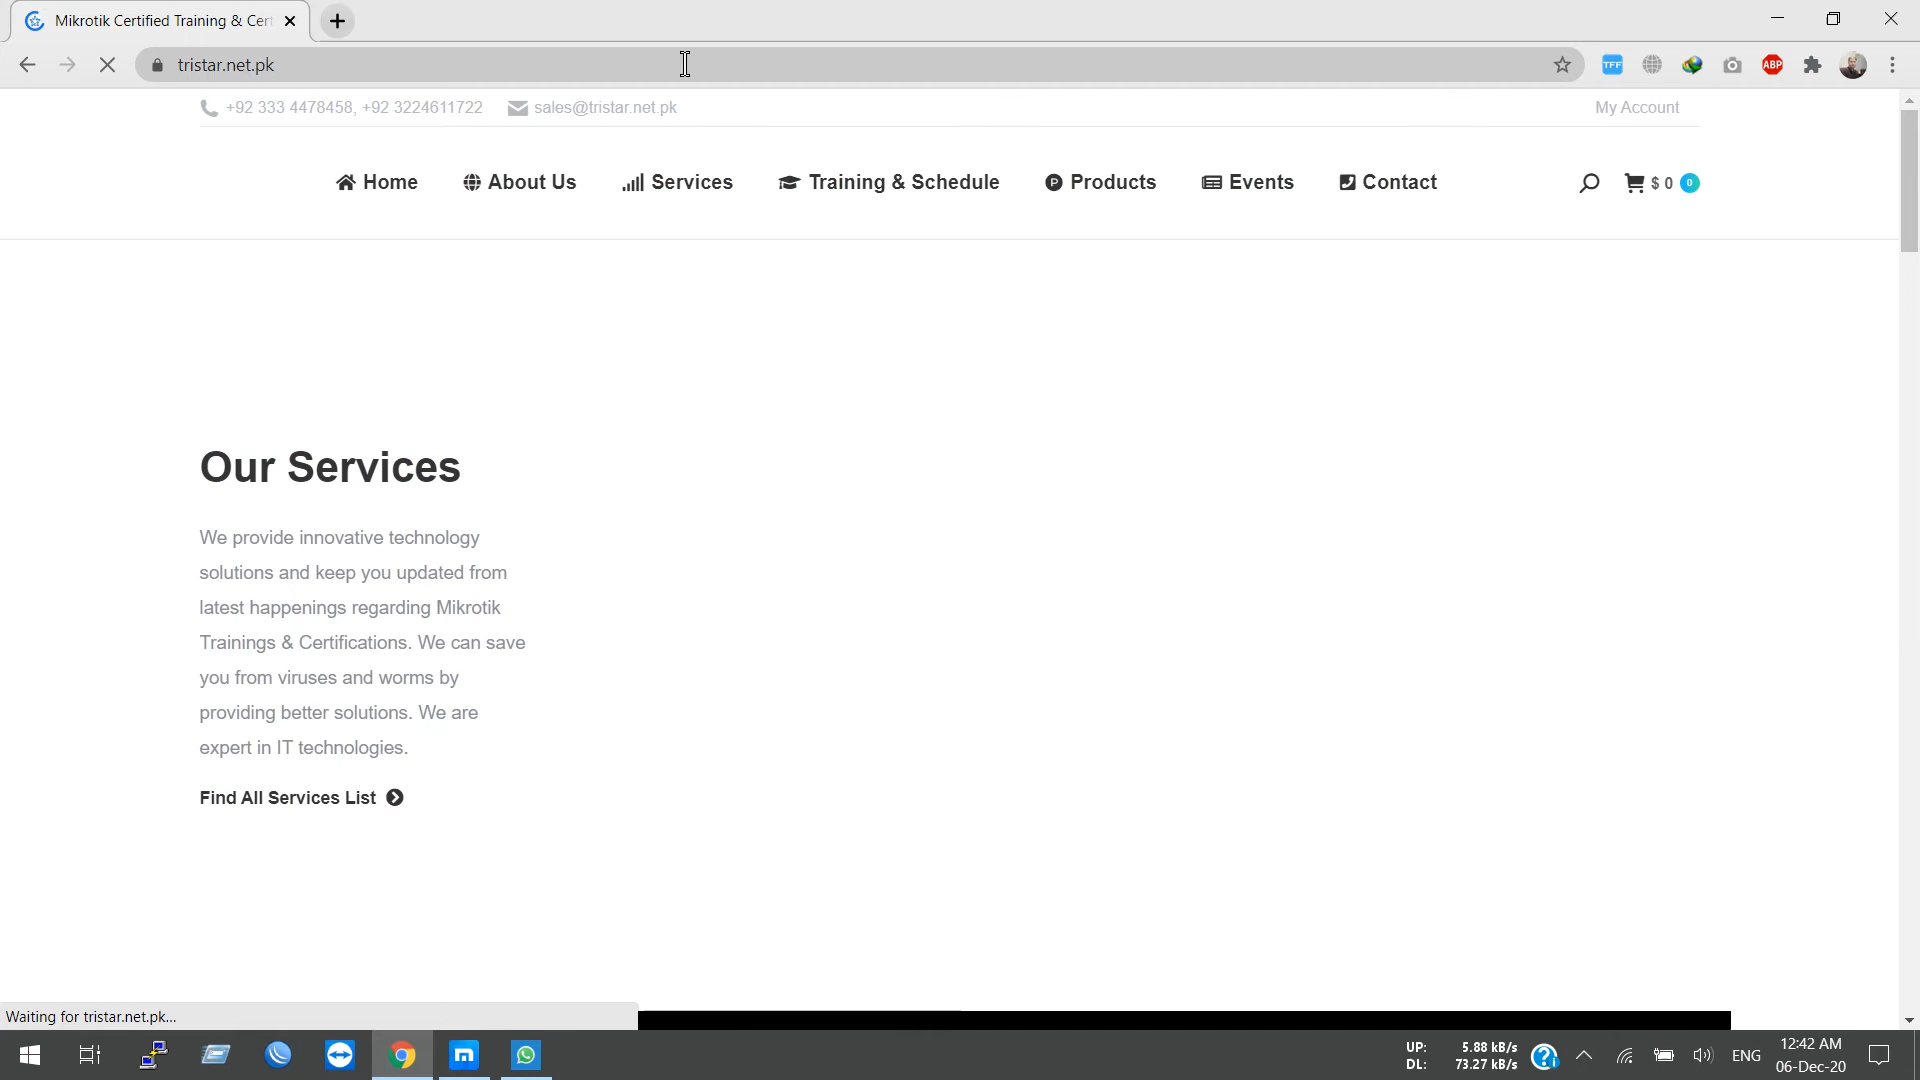 Mikrotik Certified Training & Cert
tristar.net.pk
TFF
ABP
+92 333 4478458, +92 3224611722
sales@tristar.net.pk
My Account
Home
About Us
Services
Training & Schedule
Products
Events
Contact
$ 0
0
Our Services
We provide innovative technology
solutions and keep you updated from
latest happenings regarding Mikrotik
Trainings & Certifications. We can save
you from viruses and worms by
providing better solutions. We are
expert in IT technologies.
Find All Services List
Waiting for tristar.net.pk...
UP: 5.88 kB/s
DL: 73.27 kB/s
ENG
12:42 AM
06-Dec-20